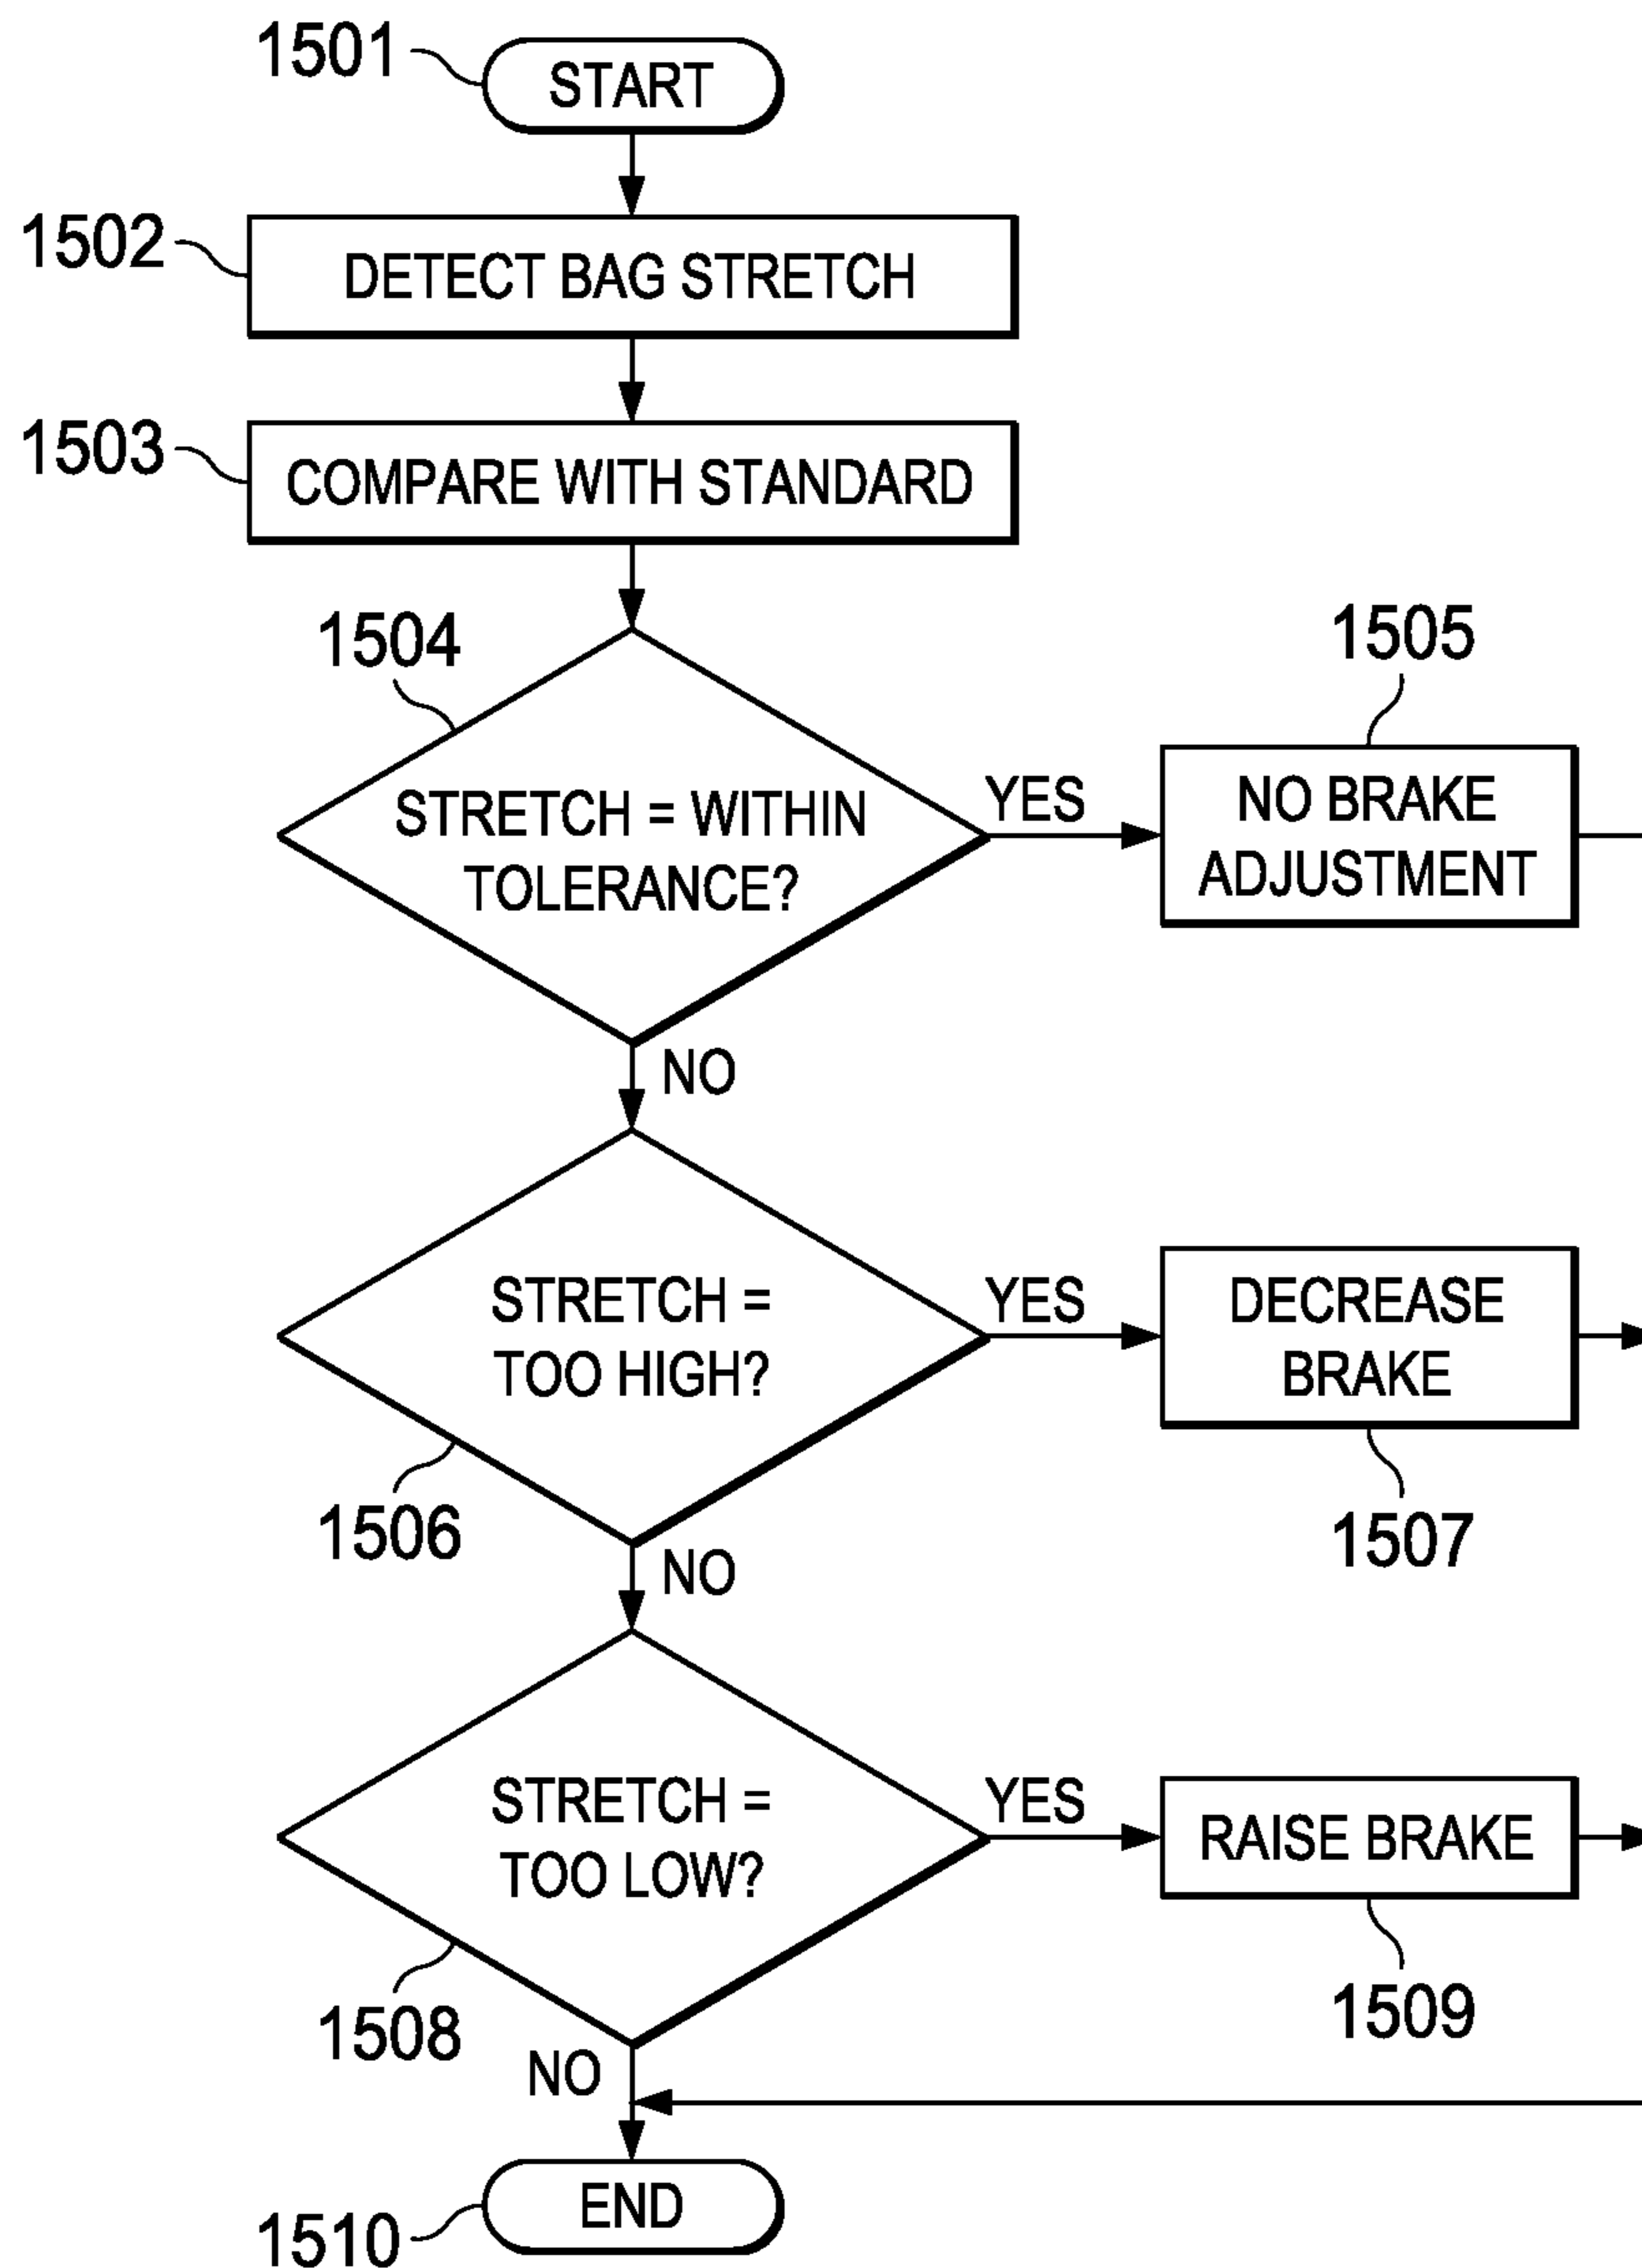 1501
START
1502
DETECT BAG STRETCH
1503
COMPARE WITH STANDARD
1504
STRETCH = WITHIN
TOLERANCE?
YES
1505
NO BRAKE
ADJUSTMENT
NO
STRETCH =
TOO HIGH?
1506
YES
DECREASE
BRAKE
1507
NO
STRETCH =
TOO LOW?
1508
YES
RAISE BRAKE
1509
NO
END
1510